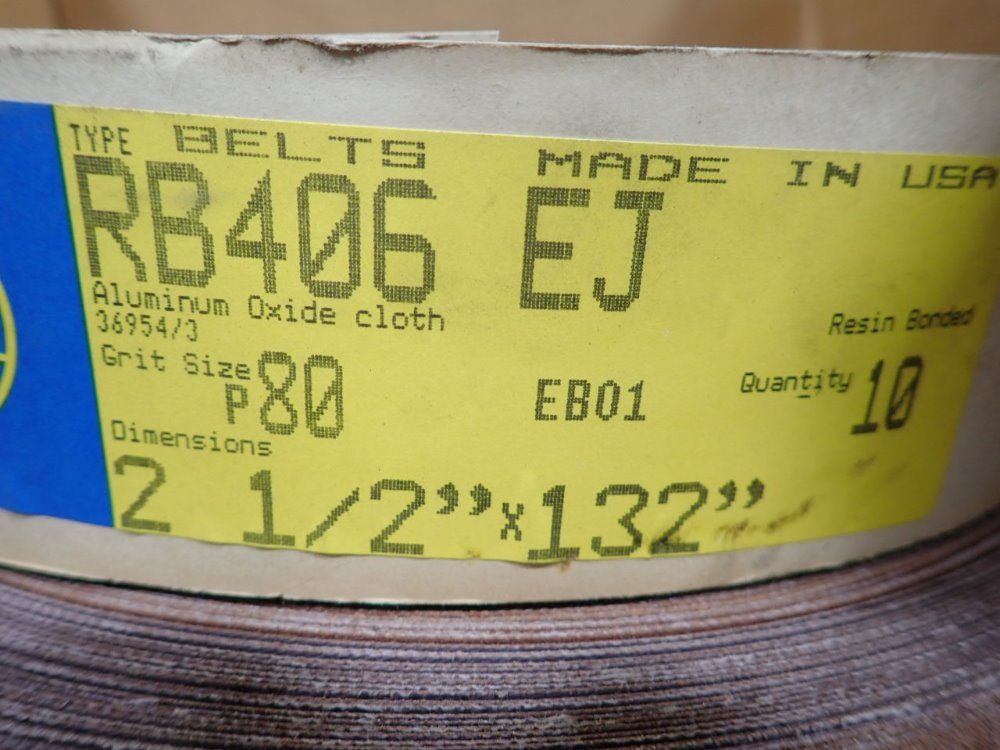 TYPE BELTS MADE IN USA
RB406 EJ
Aluminum Oxide cloth
36954/3 Resin Bonded
Grit Size P80 EB01 Quantity 10
Dimensions
2 1/2" x 132"